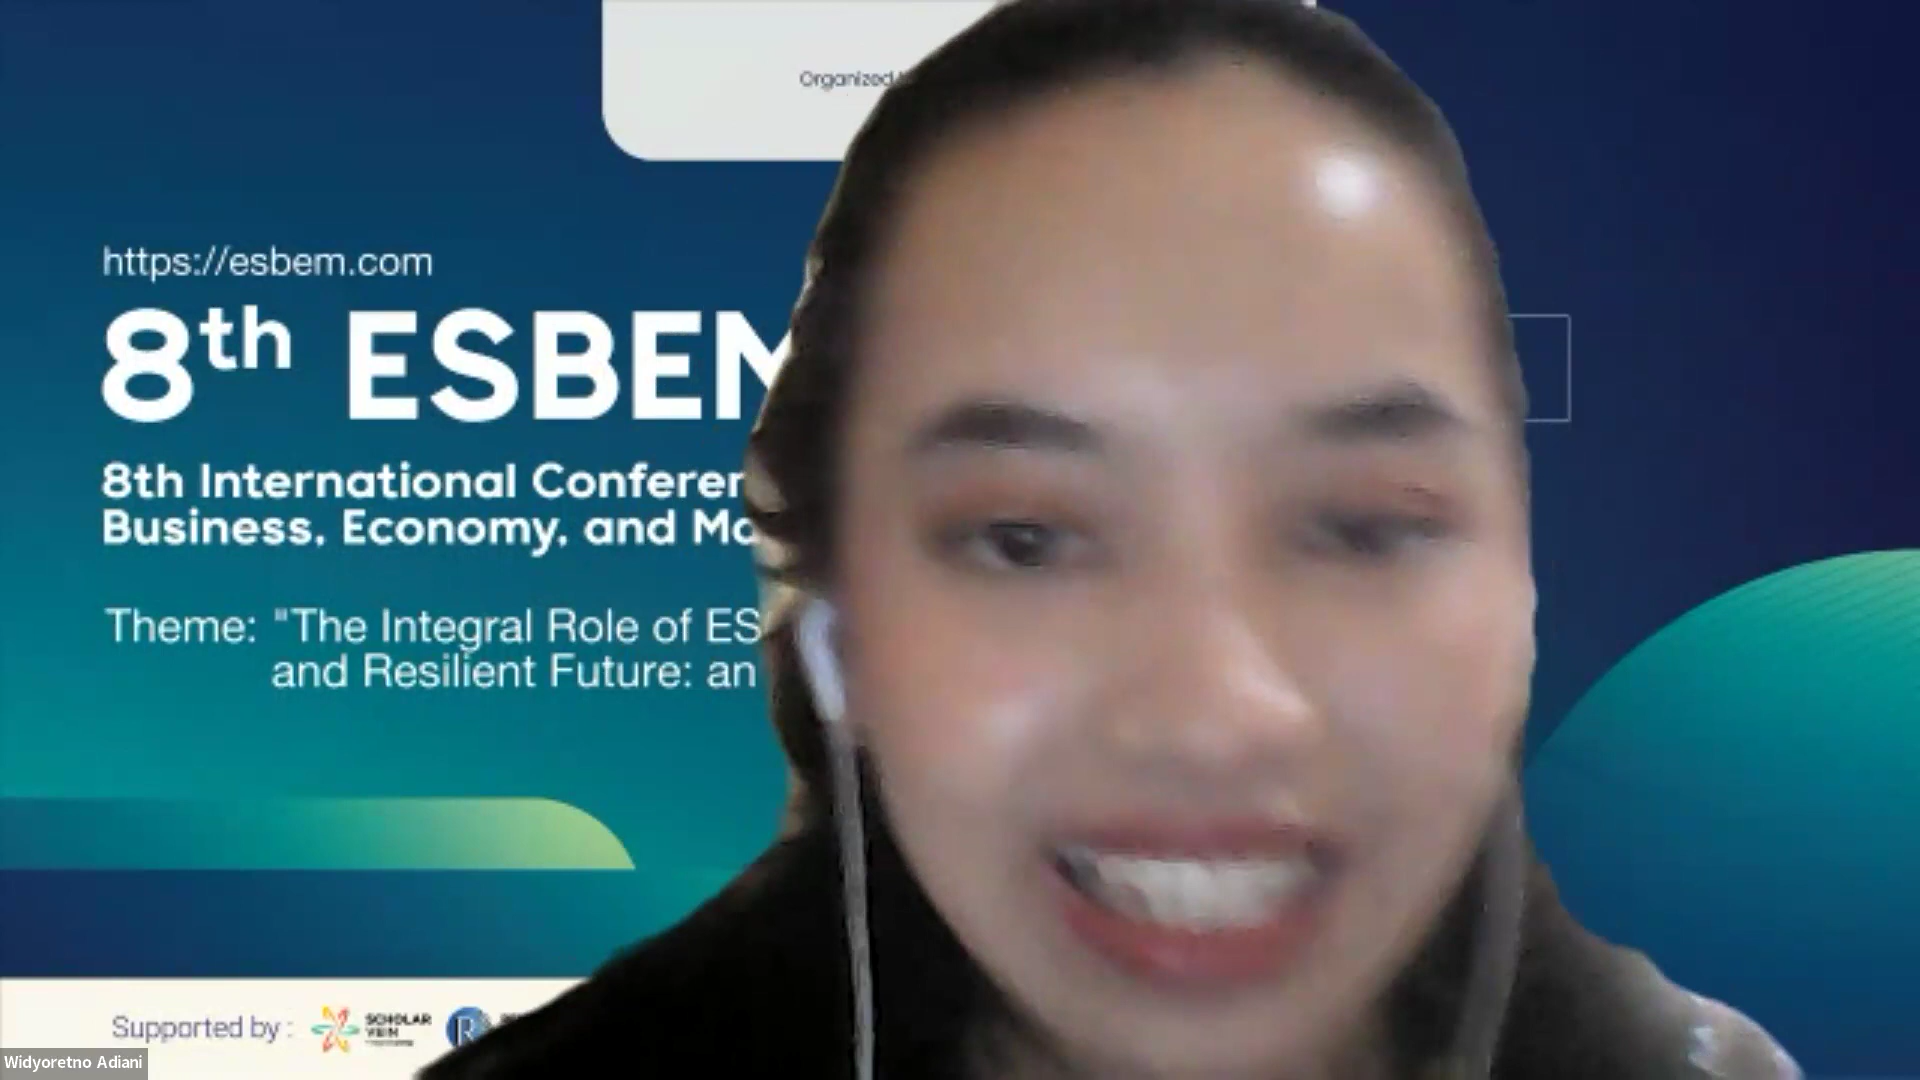 Organized
https://esbem.com
8th ESBEM
8th International Conferen
Business, Economy, and Ma
Theme: "The Integral Role of ES
and Resilient Future: an
Supported by :
SCHOLAR
VEIN
Widyoretno Adiani